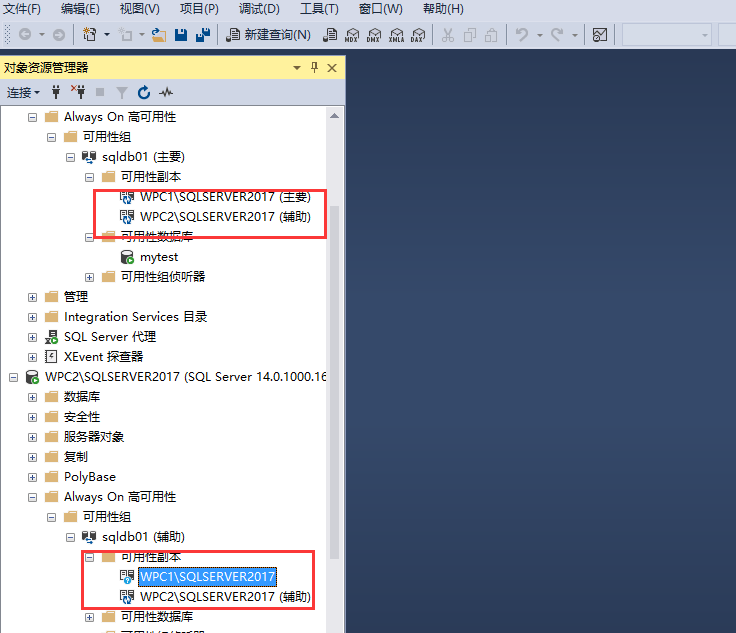 文件(F) 编辑(E) 视图(V) 项目(P) 调试(D) 工具(T) 窗口(W) 帮助(H)
新建查询(N) MDX DMX XMLA DAX
对象资源管理器
连接
Always On 高可用性
可用性组
sqldb01 (主要)
可用性副本
WPC1\SQLSERVER2017 (主要)
WPC2\SQLSERVER2017 (辅助)
可用性数据库
mytest
可用性组侦听器
管理
Integration Services 目录
SQL Server 代理
XEvent 探查器
WPC2\SQLSERVER2017 (SQL Server 14.0.1000.16
数据库
安全性
服务器对象
复制
PolyBase
Always On 高可用性
可用性组
sqldb01 (辅助)
可用性副本
WPC1\SQLSERVER2017
WPC2\SQLSERVER2017 (辅助)
可用性数据库